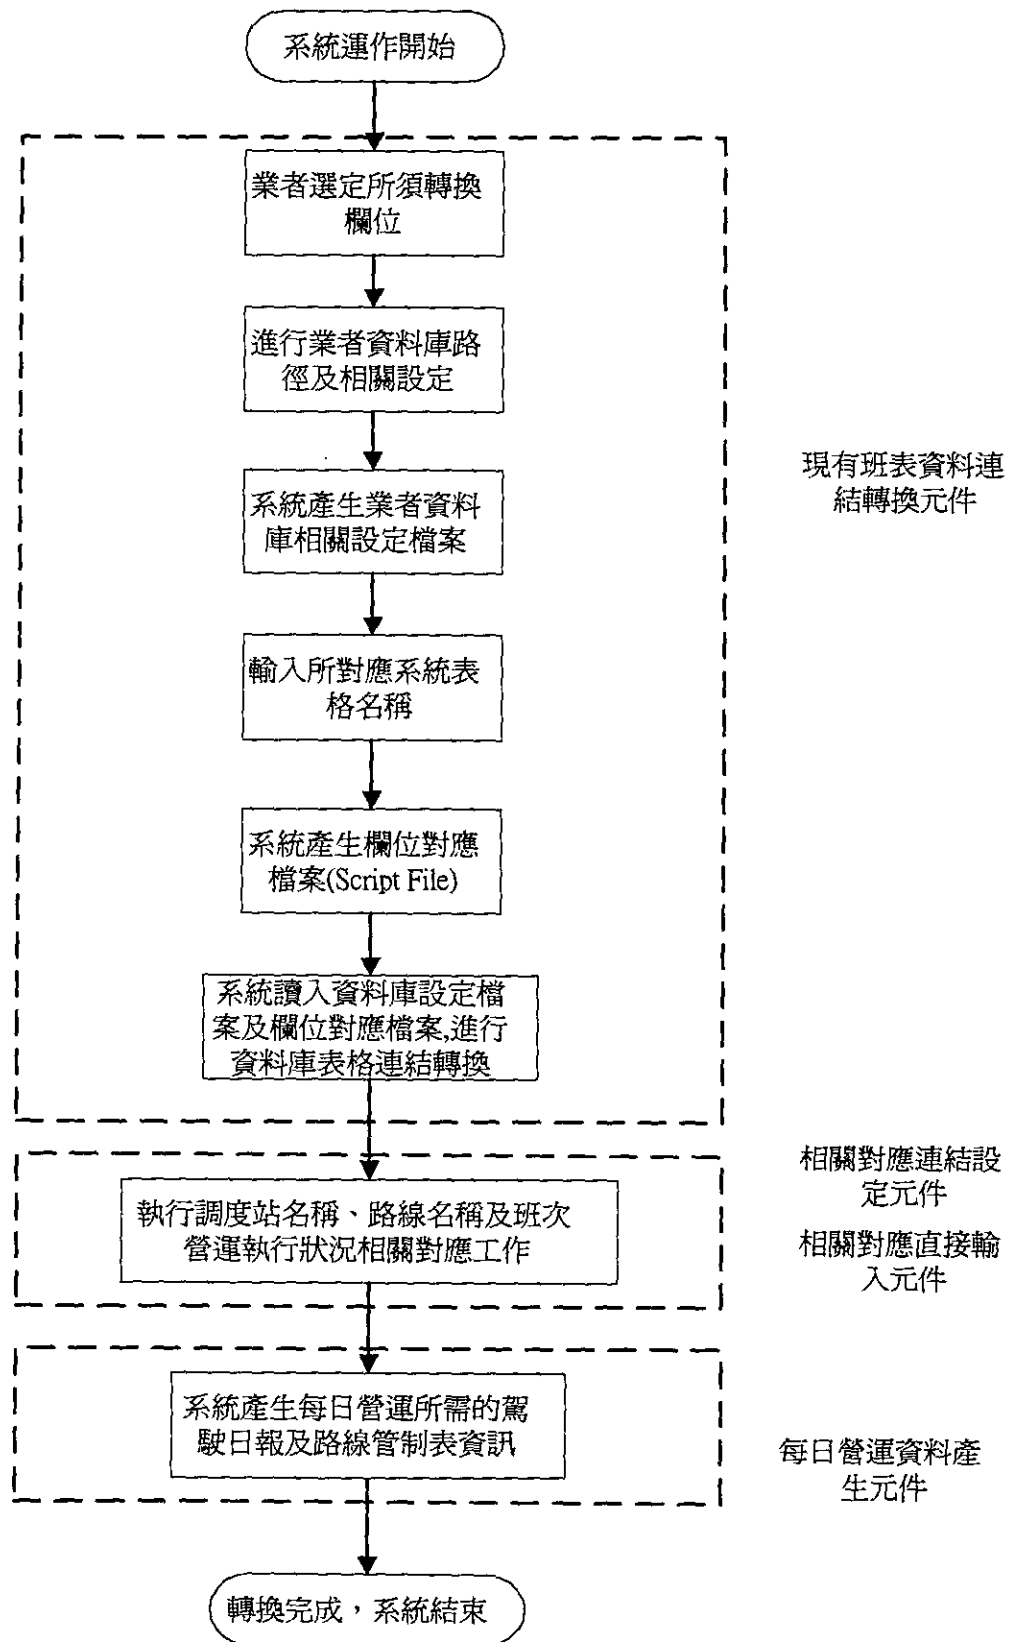 系統運作開始
業者選定所須轉換
欄位
進行業者資料庫路
徑及相關設定
系統產生業者資料
庫相關設定檔案
現有班表資料連
結轉換元件
輸入所對應系統表
格名稱
系統產生欄位對應
檔案(Script File)
系統讀入資料庫設定檔
案及欄位對應檔案,進行
資料庫表格連結轉換
執行調度站名稱、路線名稱及班次
營運執行狀況相關對應工作
相關對應連結設
定元件
相關對應直接輸
入元件
系統產生每日營運所需的駕
駛日報及路線管制表資訊
每日營運資料產
生元件
轉換完成，系統結束